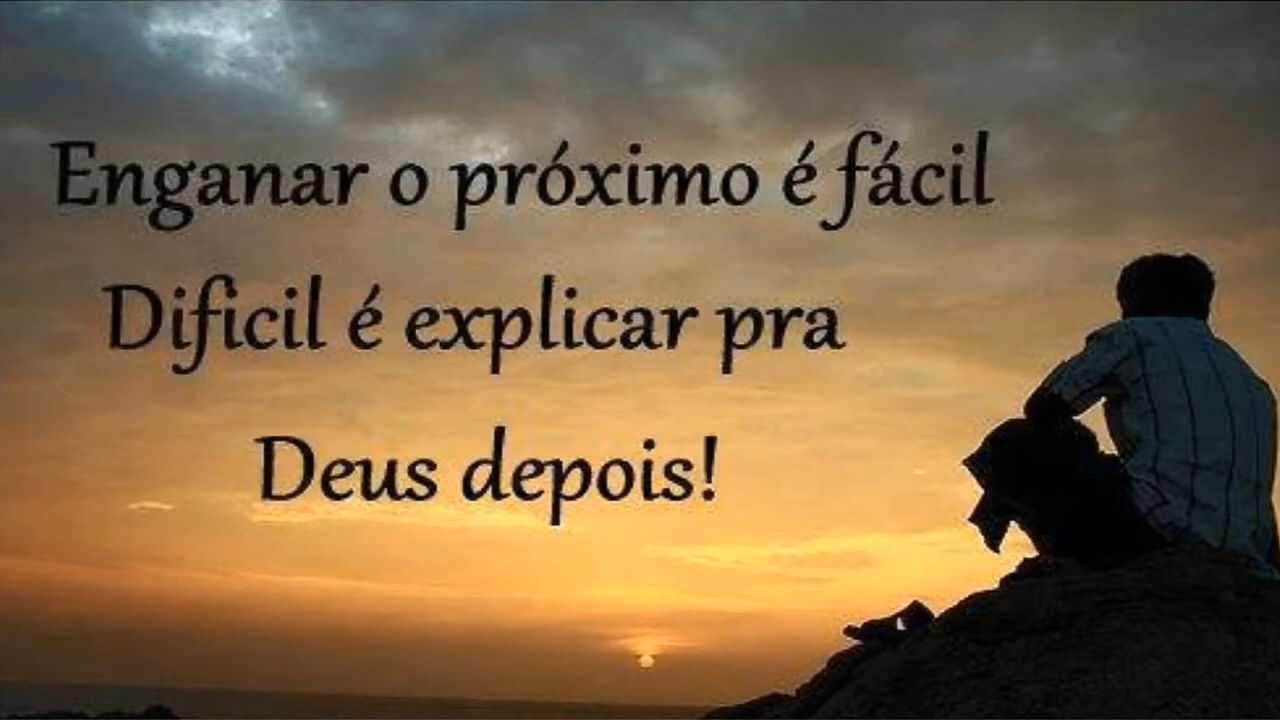 Enganar o próximo é fácil
Dificil é explicar pra
Deus depois!